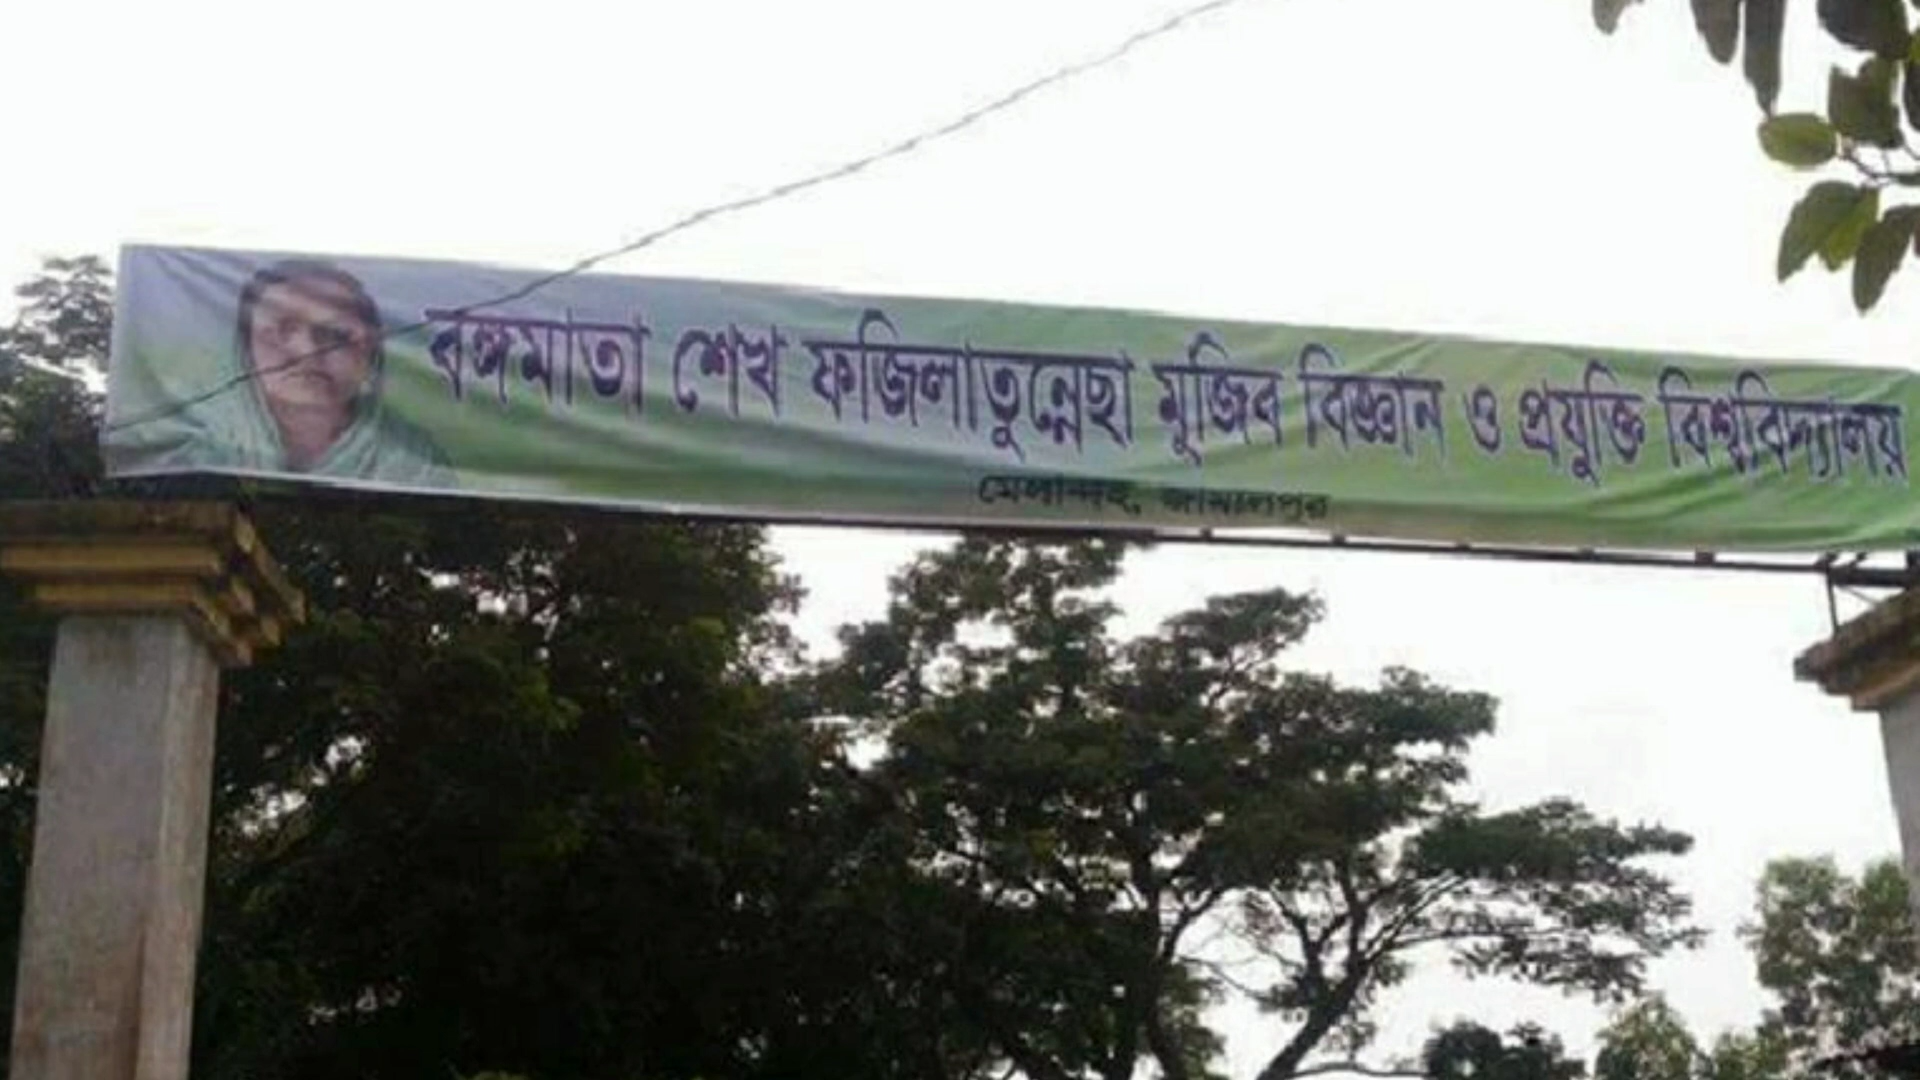 বঙ্গমাতা শেখ ফজিলাতুন্নেছা মুজিব বিজ্ঞান ও প্রযুক্তি বিশ্ববিদ্যালয়
মেলান্দহ, জামালপুর